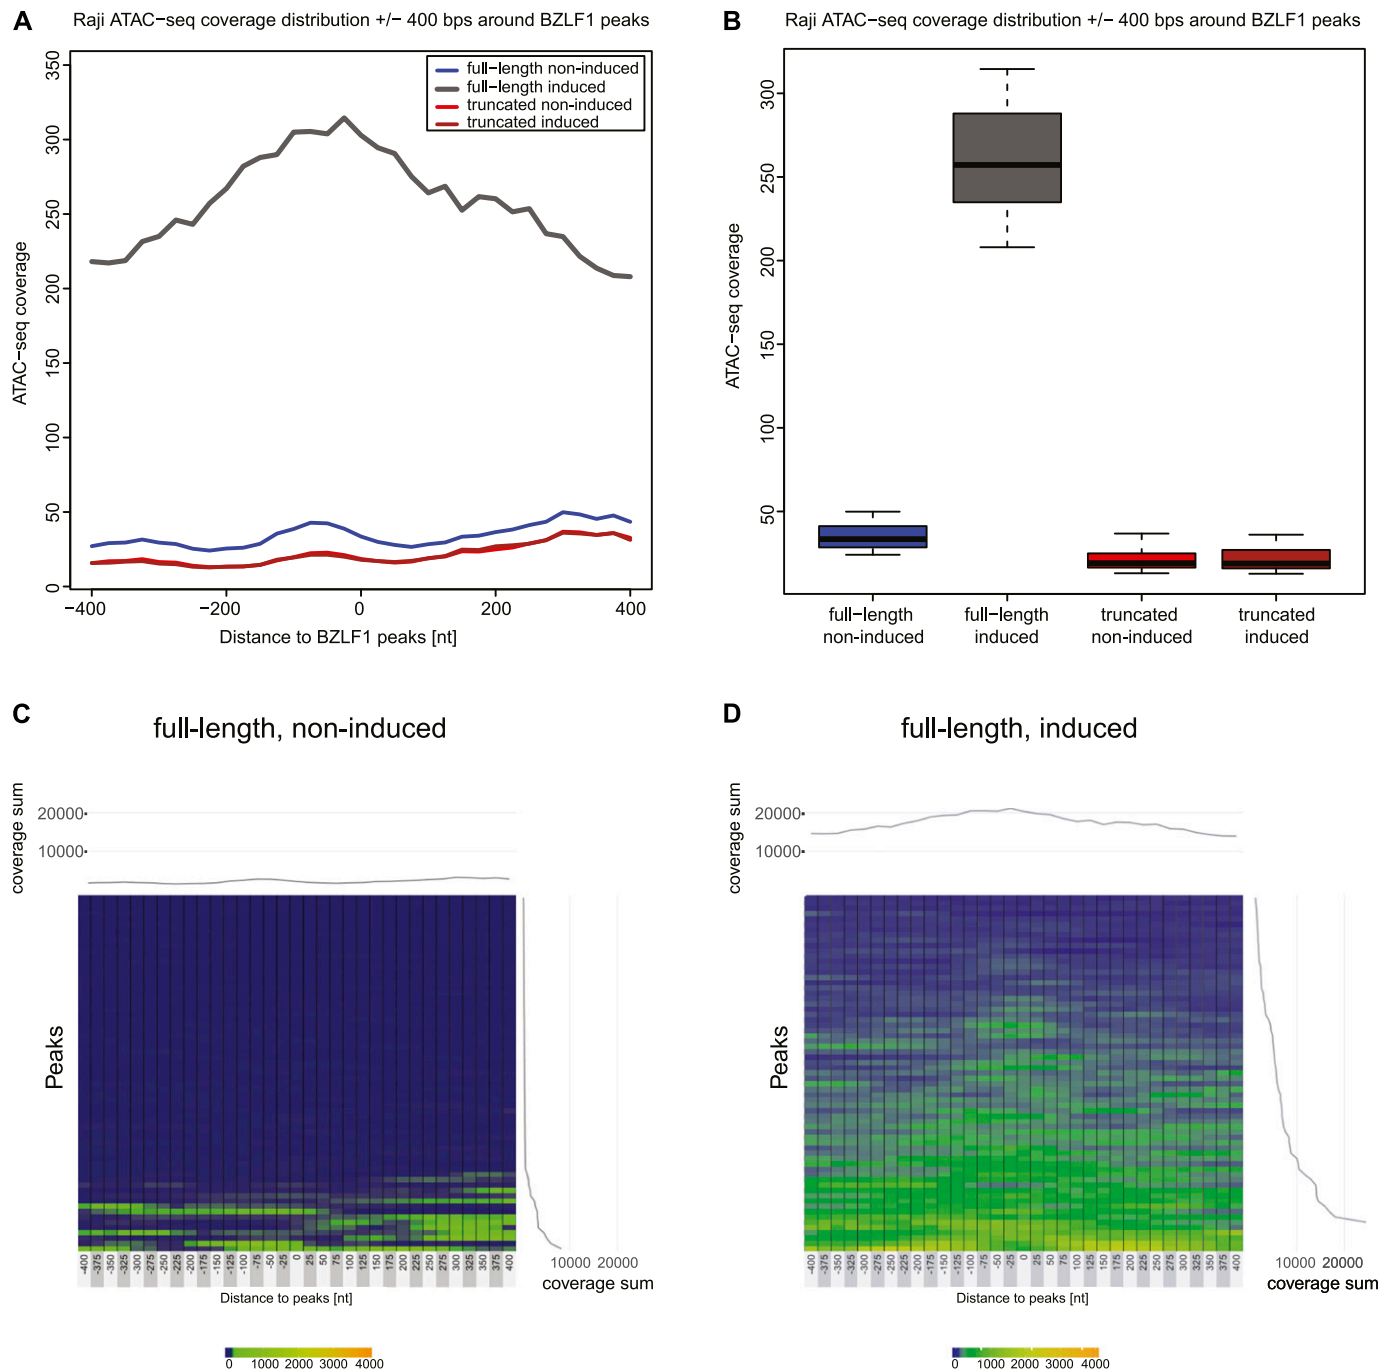 A
Raji ATAC−seq coverage distribution +/− 400 bps around BZLF1 peaks
350
300
250
200
150
100
50
0
ATAC−seq coverage
full−length non−induced
full−length induced
truncated non−induced
truncated induced
−400
−200
0
200
400
Distance to BZLF1 peaks [nt]
B
Raji ATAC−seq coverage distribution +/− 400 bps around BZLF1 peaks
300
250
200
150
100
50
ATAC−seq coverage
full−length
non−induced
full−length
induced
truncated
non−induced
truncated
induced
C
full-length, non-induced
coverage sum
20000
10000
Peaks
-400 -375 -350 -325 -300 -275 -250 -225 -200 -175 -150 -125 -100 -75 -50 -25 0 25 50 75 100 125 150 175 200 225 250 275 300 325 350 375 400
10000 20000
coverage sum
Distance to peaks [nt]
0 1000 2000 3000 4000
D
full-length, induced
coverage sum
20000
10000
Peaks
-400 -375 -350 -325 -300 -275 -250 -225 -200 -175 -150 -125 -100 -75 -50 -25 0 25 50 75 100 125 150 175 200 225 250 275 300 325 350 375 400
10000 20000
coverage sum
Distance to peaks [nt]
0 1000 2000 3000 4000